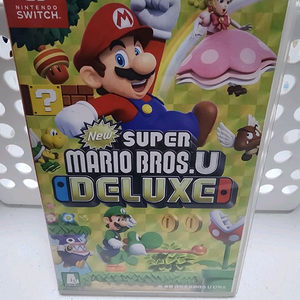 NINTENDO
SWITCH
New
SUPER
MARIO BROS. U
DELUXE